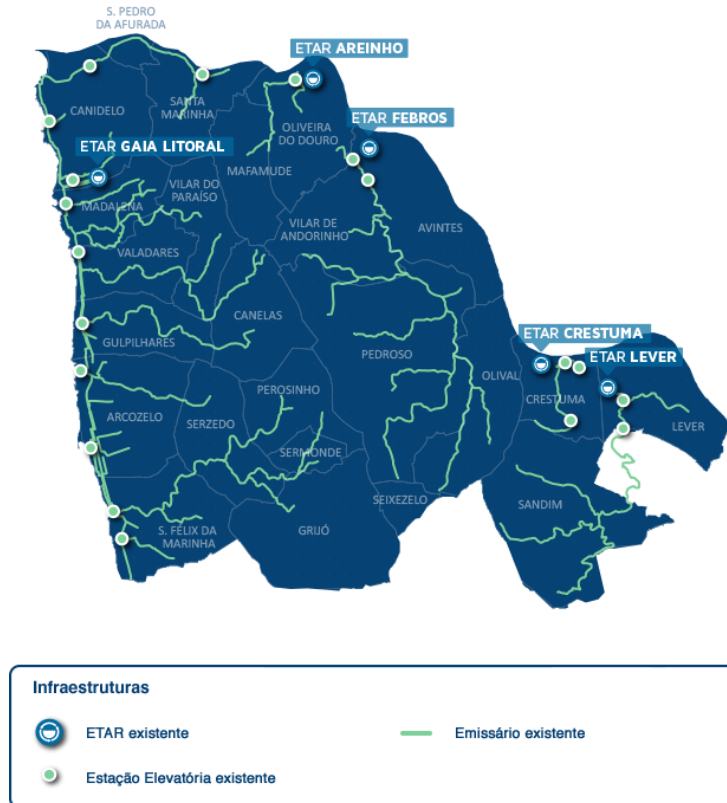 S. PEDRO
DA AFURADA
ETAR AREINHO
CANIDELO
SANTA
MARINHA
ETAR FEBROS
OLIVEIRA
DO DOURO
ETAR GAIA LITORAL
MAFAMUDE
VILAR DO
PARAÍSO
MADALENA
VILAR DE
ANDORINHO
AVINTES
VALADARES
CANELAS
ETAR CRESTUMA
GULPILHARES
PEDROSO
ETAR LEVER
OLIVAL
PEROSINHO
CRESTUMA
ARCOZELO
SERZEDO
LEVER
SERMONDE
SEIXEZELO
SANDIM
S. FÉLIX DA
MARINHA
GRIJÓ
Infraestruturas
ETAR existente
Emissário existente
Estação Elevatória existente